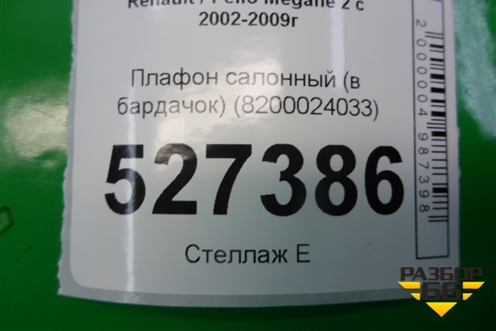 Renault / Рено Megane 2 с
2002-2009г
Плафон салонный (в
бардачок) (8200024033)
527386
Стеллаж Е
2000004987398
РАЗБОР
66